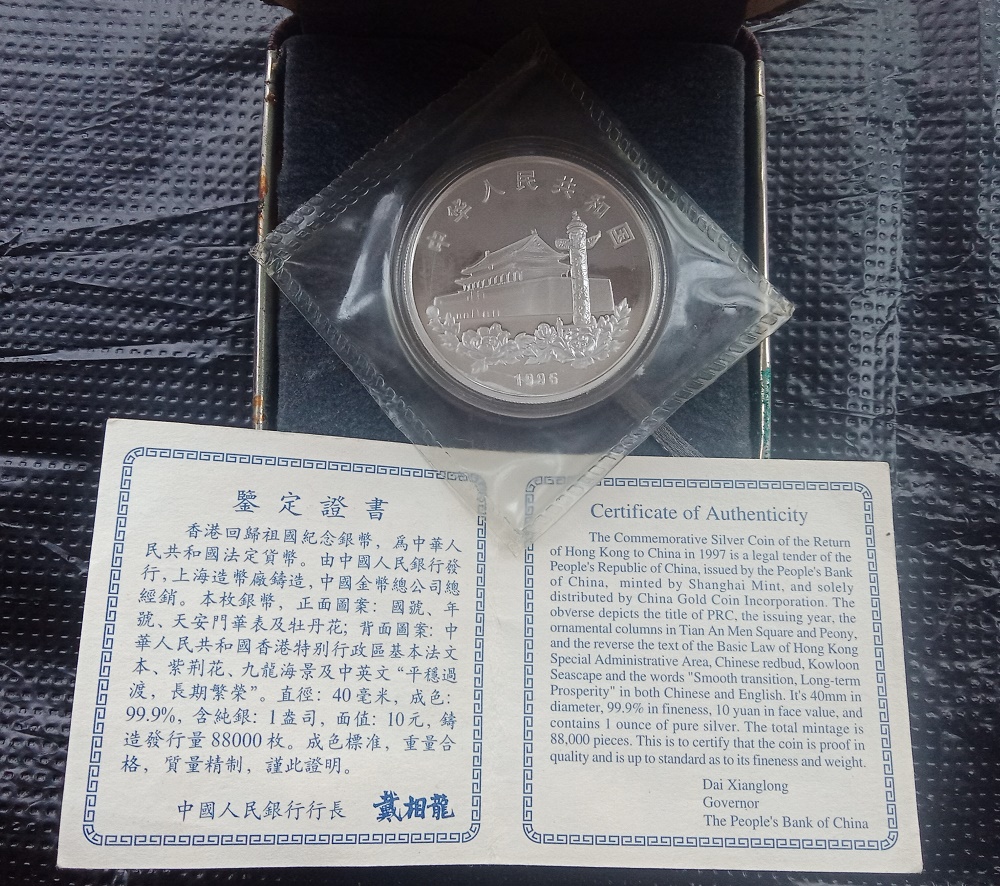 中華人民共和國
1996
鑒定證書
香港回歸祖國紀念銀幣，爲中華人
民共和國法定貨幣。由中國人民銀行發
行，上海造幣廠鑄造，中國金幣總公司總
經銷。本枚銀幣，正面圖案：國號、年
號、天安門華表及牡丹花；背面圖案：中
華人民共和國香港特别行政區基本法文
本、紫荆花、九龍海景及中英文“平穩過
渡，長期繁榮”。直徑：40毫米，成色：
99.9%，含純銀：1盎司，面值：10元，鑄
造發行量88000枚。成色標准，重量合
格，質量精制，謹此證明。
中國人民銀行行長 戴相龍
Certificate of Authenticity
The Commemorative Silver Coin of the Return
of Hong Kong to China in 1997 is a legal tender of the
People's Republic of China, issued by the People's Bank
of China, minted by Shanghai Mint, and solely
distributed by China Gold Coin Incorporation. The
obverse depicts the title of PRC, the issuing year, the
ornamental columns in Tian An Men Square and Peony,
and the reverse the text of the Basic Law of Hong Kong
Special Administrative Area, Chinese redbud, Kowloon
Seascape and the words "Smooth transition, Long-term
Prosperity" in both Chinese and English. It's 40mm in
diameter, 99.9% in fineness, 10 yuan in face value, and
contains 1 ounce of pure silver. The total mintage is
88,000 pieces. This is to certify that the coin is proof in
quality and is up to standard as to its fineness and weight.
Dai Xianglong
Governor
The People's Bank of China